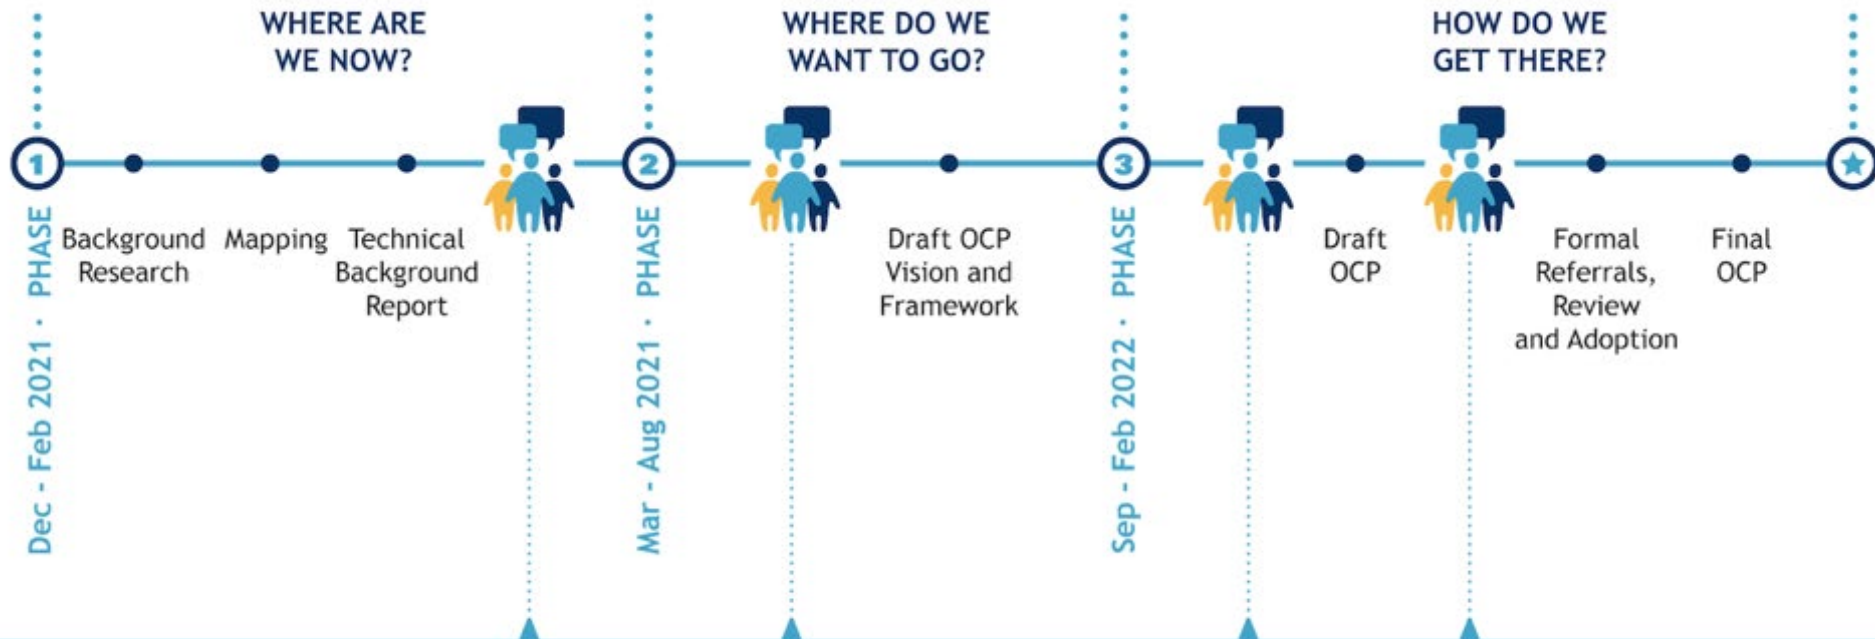 WHERE ARE
WE NOW?
WHERE DO WE
WANT TO GO?
HOW DO WE
GET THERE?
1
2
3
Dec - Feb 2021 · PHASE
Background
Research
Mapping
Technical
Background
Report
Mar - Aug 2021 · PHASE
Draft OCP
Vision and
Framework
Sep - Feb 2022 · PHASE
Draft
OCP
Formal
Referrals,
Review
and Adoption
Final
OCP